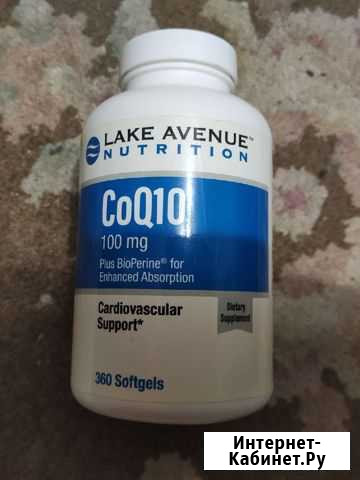 LAKE AVENUE™
NUTRITION
CoQ10
100 mg
Plus BioPerine® for
Enhanced Absorption
Cardiovascular
Support*
Dietary
Supplement
360 Softgels
Интернет-
Кабинет.Ру